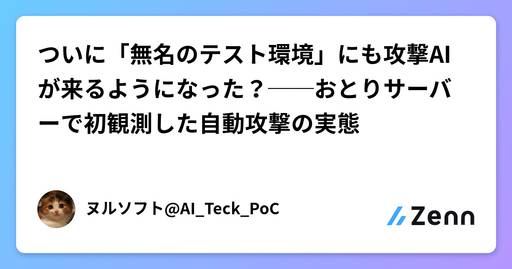 ついに「無名のテスト環境」にも攻撃AI
が来るようになった？──おとりサーバ
ーで初観測した自動攻撃の実態
ヌルソフト@AI_Teck_PoC
Zenn